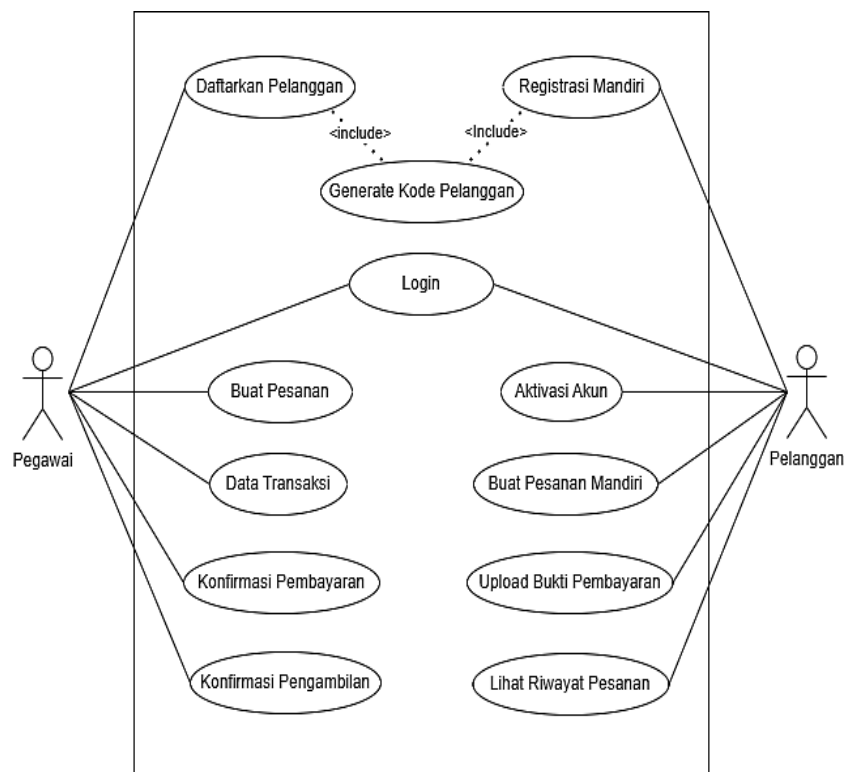 Daftarkan Pelanggan
Registrasi Mandiri
<include>
<Include>
Generate Kode Pelanggan
Login
Buat Pesanan
Aktivasi Akun
Pegawai
Pelanggan
Data Transaksi
Buat Pesanan Mandiri
Konfirmasi Pembayaran
Upload Bukti Pembayaran
Konfirmasi Pengambilan
Lihat Riwayat Pesanan